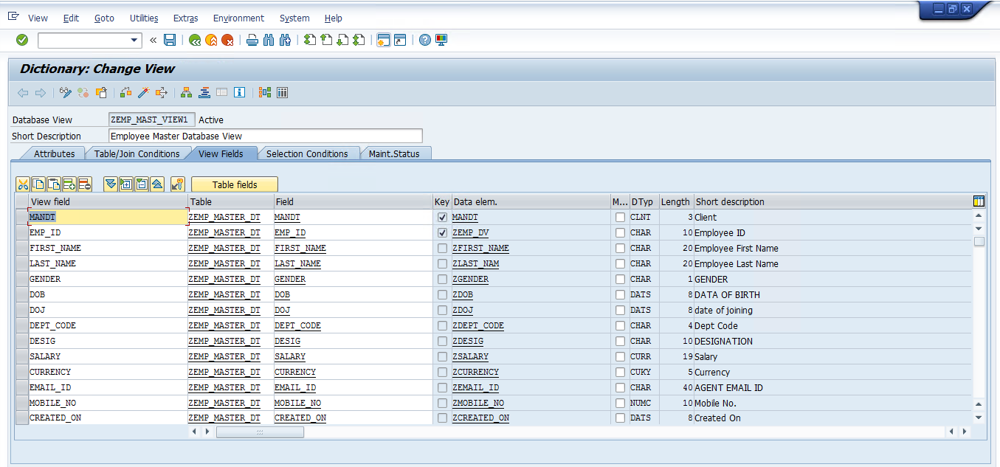 View Edit Goto Utilities Extras Environment System Help
Dictionary: Change View
Database View ZEMP_MAST_VIEW1 Active
Short Description Employee Master Database View
Attributes Table/Join Conditions View Fields Selection Conditions Maint.Status
Table fields
View field Table Field Key Data elem. M... DTyp Length Short description
MANDT ZEMP_MASTER_DT MANDT MANDT CLNT 3 Client
EMP_ID ZEMP_MASTER_DT EMP_ID ZEMP_DV CHAR 10 Employee ID
FIRST_NAME ZEMP_MASTER_DT FIRST_NAME ZFIRST_NAME CHAR 20 Employee First Name
LAST_NAME ZEMP_MASTER_DT LAST_NAME ZLAST_NAM CHAR 20 Employee Last Name
GENDER ZEMP_MASTER_DT GENDER ZGENDER CHAR 1 GENDER
DOB ZEMP_MASTER_DT DOB ZDOB DATS 8 DATA OF BIRTH
DOJ ZEMP_MASTER_DT DOJ ZDOJ DATS 8 date of joining
DEPT_CODE ZEMP_MASTER_DT DEPT_CODE ZDEPT_CODE CHAR 4 Dept Code
DESIG ZEMP_MASTER_DT DESIG ZDESIG CHAR 10 DESIGNATION
SALARY ZEMP_MASTER_DT SALARY ZSALARY CURR 19 Salary
CURRENCY ZEMP_MASTER_DT CURRENCY ZCURRENCY CUKY 5 Currency
EMAIL_ID ZEMP_MASTER_DT EMAIL_ID ZEMAIL_ID CHAR 40 AGENT EMAIL ID
MOBILE_NO ZEMP_MASTER_DT MOBILE_NO ZMOBILE_NO NUMC 10 Mobile No.
CREATED_ON ZEMP_MASTER_DT CREATED_ON ZCREATED_ON DATS 8 Created On